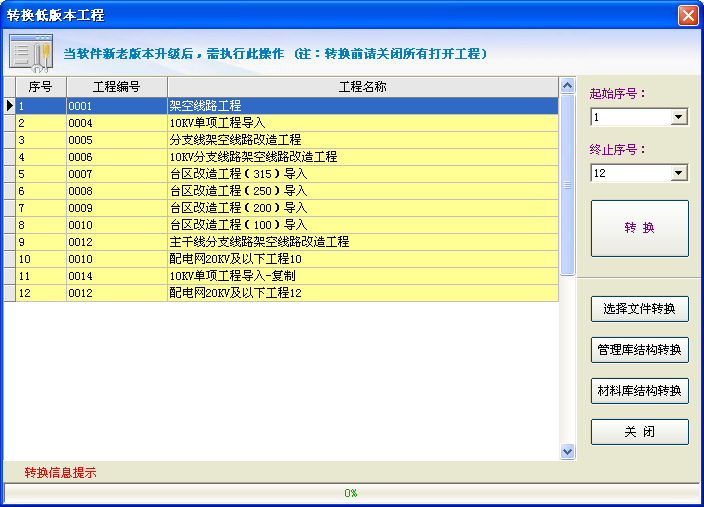 转换低版本工程
当软件新老版本升级后，需执行此操作（注：转换前请关闭所有打开工程）
序号 工程编号 工程名称
1 0001 架空线路工程
2 0004 10KV单项工程导入
3 0005 分支线架空线路改造工程
4 0006 10KV分支线路架空线路改造工程
5 0007 台区改造工程（315）导入
6 0008 台区改造工程（250）导入
7 0009 台区改造工程（200）导入
8 0010 台区改造工程（100）导入
9 0012 主干线分支线路架空线路改造工程
10 0010 配电网20KV及以下工程10
11 0014 10KV单项工程导入-复制
12 0012 配电网20KV及以下工程12
起始序号：
1
终止序号：
12
转 换
选择文件转换
管理库结构转换
材料库结构转换
关 闭
转换信息提示
0%